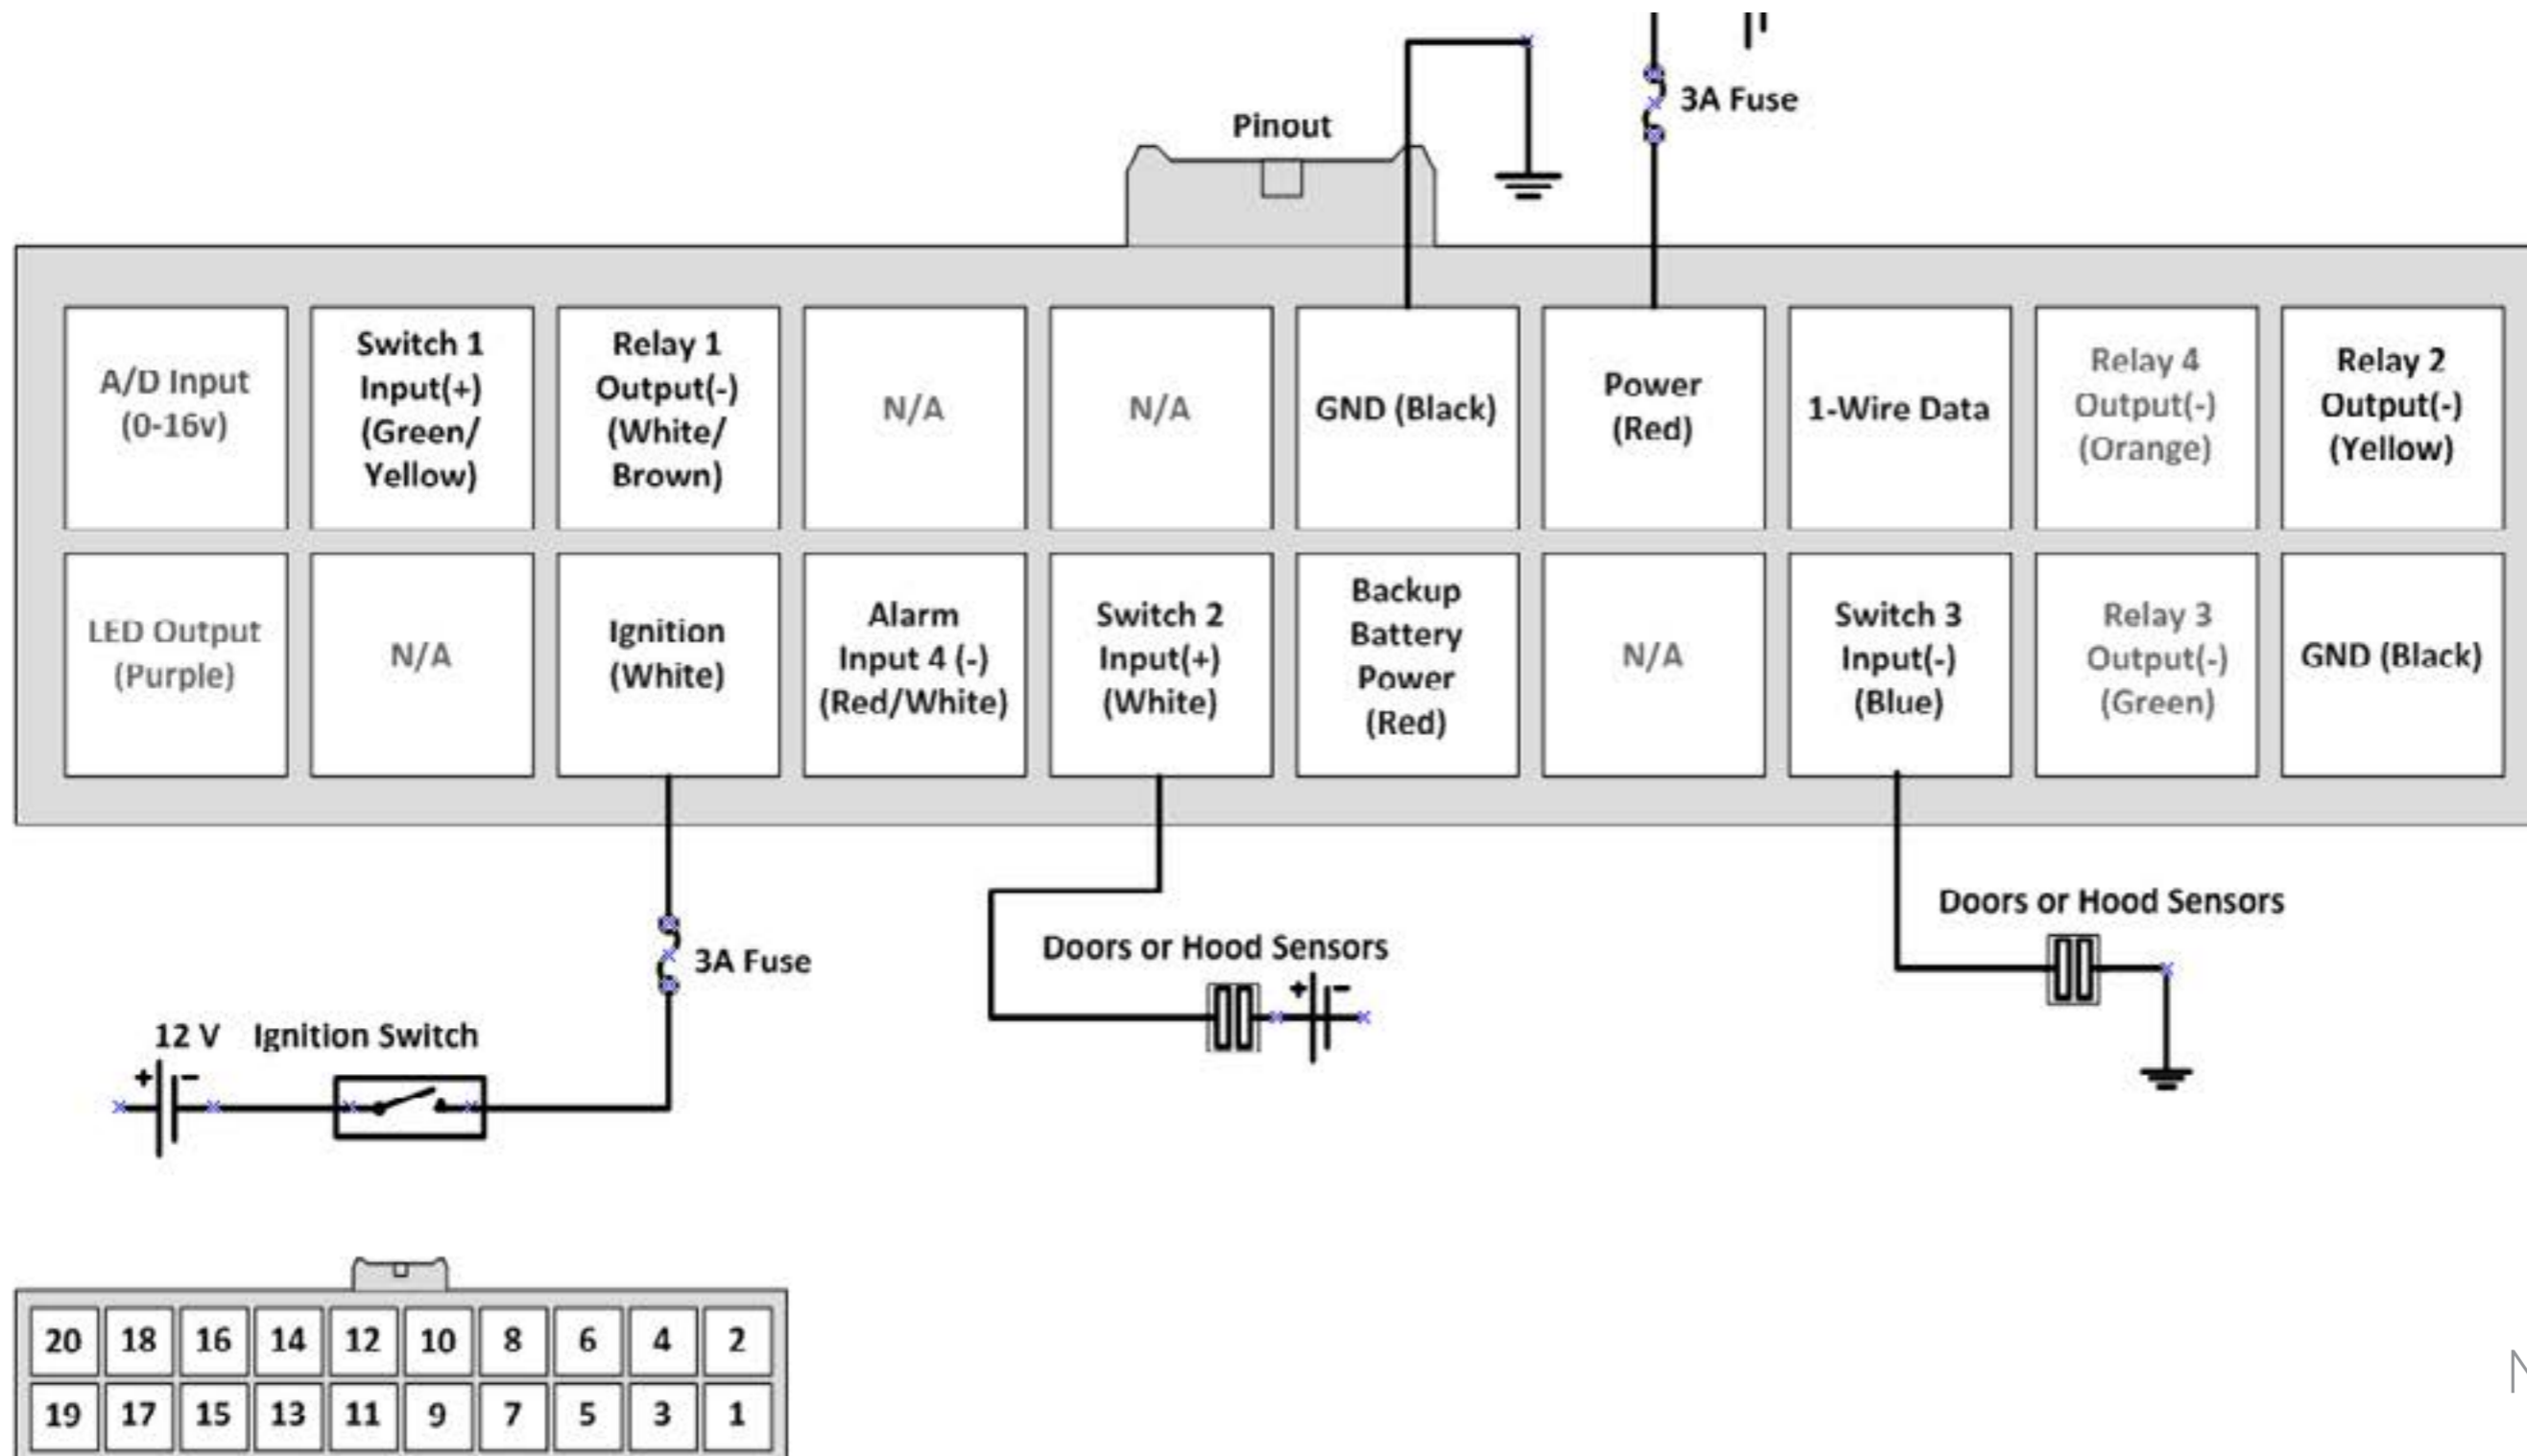 3A Fuse
Pinout
A/D Input
(0-16v)
Switch 1
Input(+)
(Green/
Yellow)
Relay 1
Output(-)
(White/
Brown)
N/A
N/A
GND (Black)
Power
(Red)
1-Wire Data
Relay 4
Output(-)
(Orange)
Relay 2
Output(-)
(Yellow)
LED Output
(Purple)
N/A
Ignition
(White)
Alarm
Input 4 (-)
(Red/White)
Switch 2
Input(+)
(White)
Backup
Battery
Power
(Red)
N/A
Switch 3
Input(-)
(Blue)
Relay 3
Output(-)
(Green)
GND (Black)
Doors or Hood Sensors
Doors or Hood Sensors
3A Fuse
+ -
12 V Ignition Switch
+ -
20 18 16 14 12 10 8 6 4 2
19 17 15 13 11 9 7 5 3 1